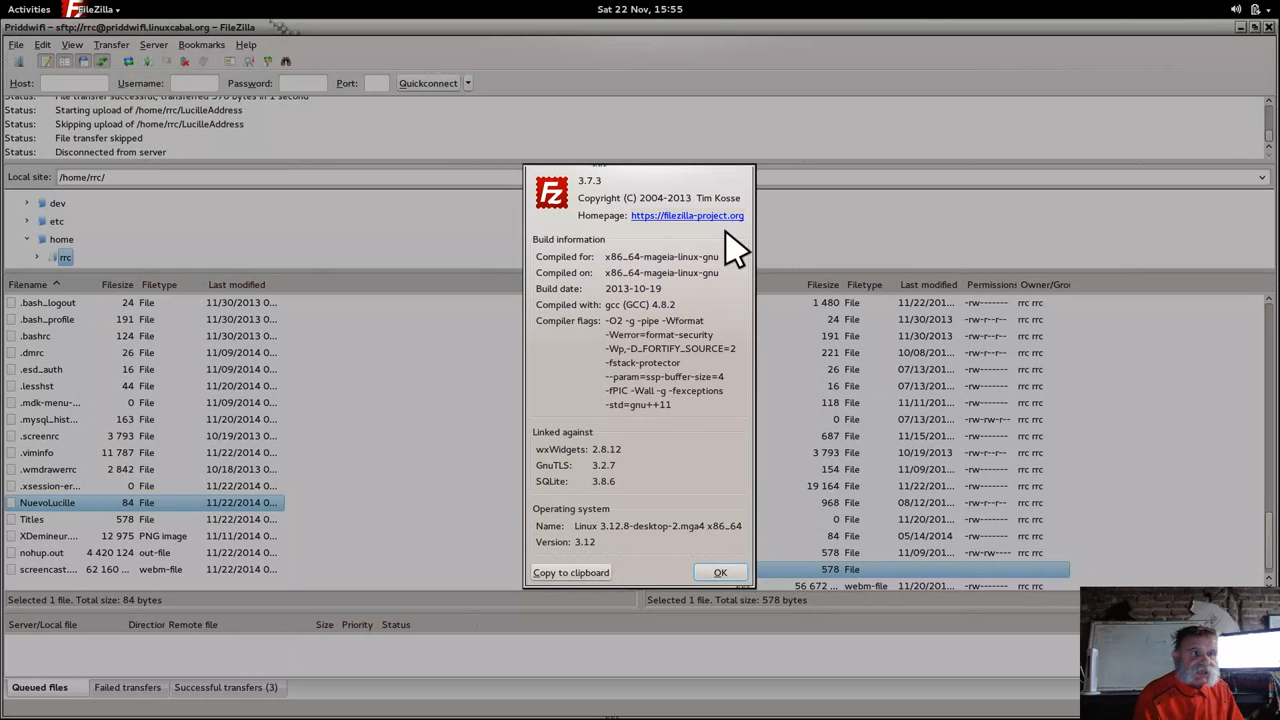 Activities FileZilla Sat 22 Nov, 15:55
Priddwifi - sftp://rrc@priddwifi.linuxcabal.org - FileZilla
File Edit View Transfer Server Bookmarks Help
Host: Username: Password: Port: Quickconnect
Status: File transfer successful, transferred 578 bytes in 1 second
Status: Starting upload of /home/rrc/LucilleAddress
Status: Skipping upload of /home/rrc/LucilleAddress
Status: File transfer skipped
Status: Disconnected from server
Local site: /home/rrc/
dev
etc
home
rrc
Filename Filesize Filetype Last modified
.bash_logout 24 File 11/30/2013 0...
.bash_profile 191 File 11/30/2013 0...
.bashrc 124 File 11/30/2013 0...
.dmrc 26 File 11/09/2014 0...
.esd_auth 16 File 11/21/2014 0...
.lesshst 44 File 11/21/2014 0...
.mdk-menu-... 0 File 11/09/2014 0...
.mysql_hist... 163 File 11/20/2014 0...
.screenrc 3 793 File 10/19/2013 0...
.viminfo 11 787 File 11/22/2014 0...
.wmdrawerrc 2 842 File 10/18/2013 0...
.xsession-er... 0 File 11/22/2014 0...
NuevoLucille 84 File 11/22/2014 0...
Titles 578 File 11/22/2014 0...
XDemineur.... 12 975 PNG image 11/11/2014 0...
nohup.out 4 420 124 out-file 11/22/2014 0...
screencast.... 62 160 ... webm-file 11/22/2014 0...
Selected 1 file. Total size: 84 bytes
3.7.3
Fz
Copyright (C) 2004-2013 Tim Kosse
Homepage: https://filezilla-project.org
Build information
Compiled for: x86_64-mageia-linux-gnu
Compiled on: x86_64-mageia-linux-gnu
Build date: 2013-10-19
Compiled with: gcc (GCC) 4.8.2
Compiler flags: -O2 -g -pipe -Wformat
-Werror=format-security
-Wp,-D_FORTIFY_SOURCE=2
-fstack-protector
--param=ssp-buffer-size=4
-fPIC -Wall -g -fexceptions
-std=gnu++11
Linked against
wxWidgets: 2.8.12
GnuTLS: 3.2.7
SQLite: 3.8.6
Operating system
Name: Linux 3.12.8-desktop-2.mga4 x86_64
Version: 3.12
Copy to clipboard OK
Filesize Filetype Last modified Permissions Owner/Grou
1 480 File 11/22/201... -rw------- rrc rrc
24 File 11/30/2013 -rw-r--r-- rrc rrc
191 File 11/30/2013 -rw-r--r-- rrc rrc
221 File 10/08/201... -rw-r--r-- rrc rrc
26 File 07/13/201... -rw------- rrc rrc
16 File 07/13/201... -rw------- rrc rrc
118 File 11/11/201... -rw------- rrc rrc
0 File 07/13/201... -rw-rw-r-- rrc rrc
687 File 11/15/201... -rw------- rrc rrc
3 793 File 10/19/2013 -rw-r--r-- rrc rrc
154 File 11/09/201... -rw------- rrc rrc
19 164 File 11/22/201... -rw------- rrc rrc
968 File 08/12/201... -rw-r--r-- rrc rrc
0 File 11/20/201... -rw------- rrc rrc
84 File 05/14/2014 -rw------- rrc rrc
578 File 11/09/201... -rw------- rrc rrc
578 File
56 672 ... webm-file 11/20/201... -rw-r--r-- rrc rrc
Selected 1 file. Total size: 578 bytes
Server/Local file Direction Remote file Size Priority Status
Queued files Failed transfers Successful transfers (3)